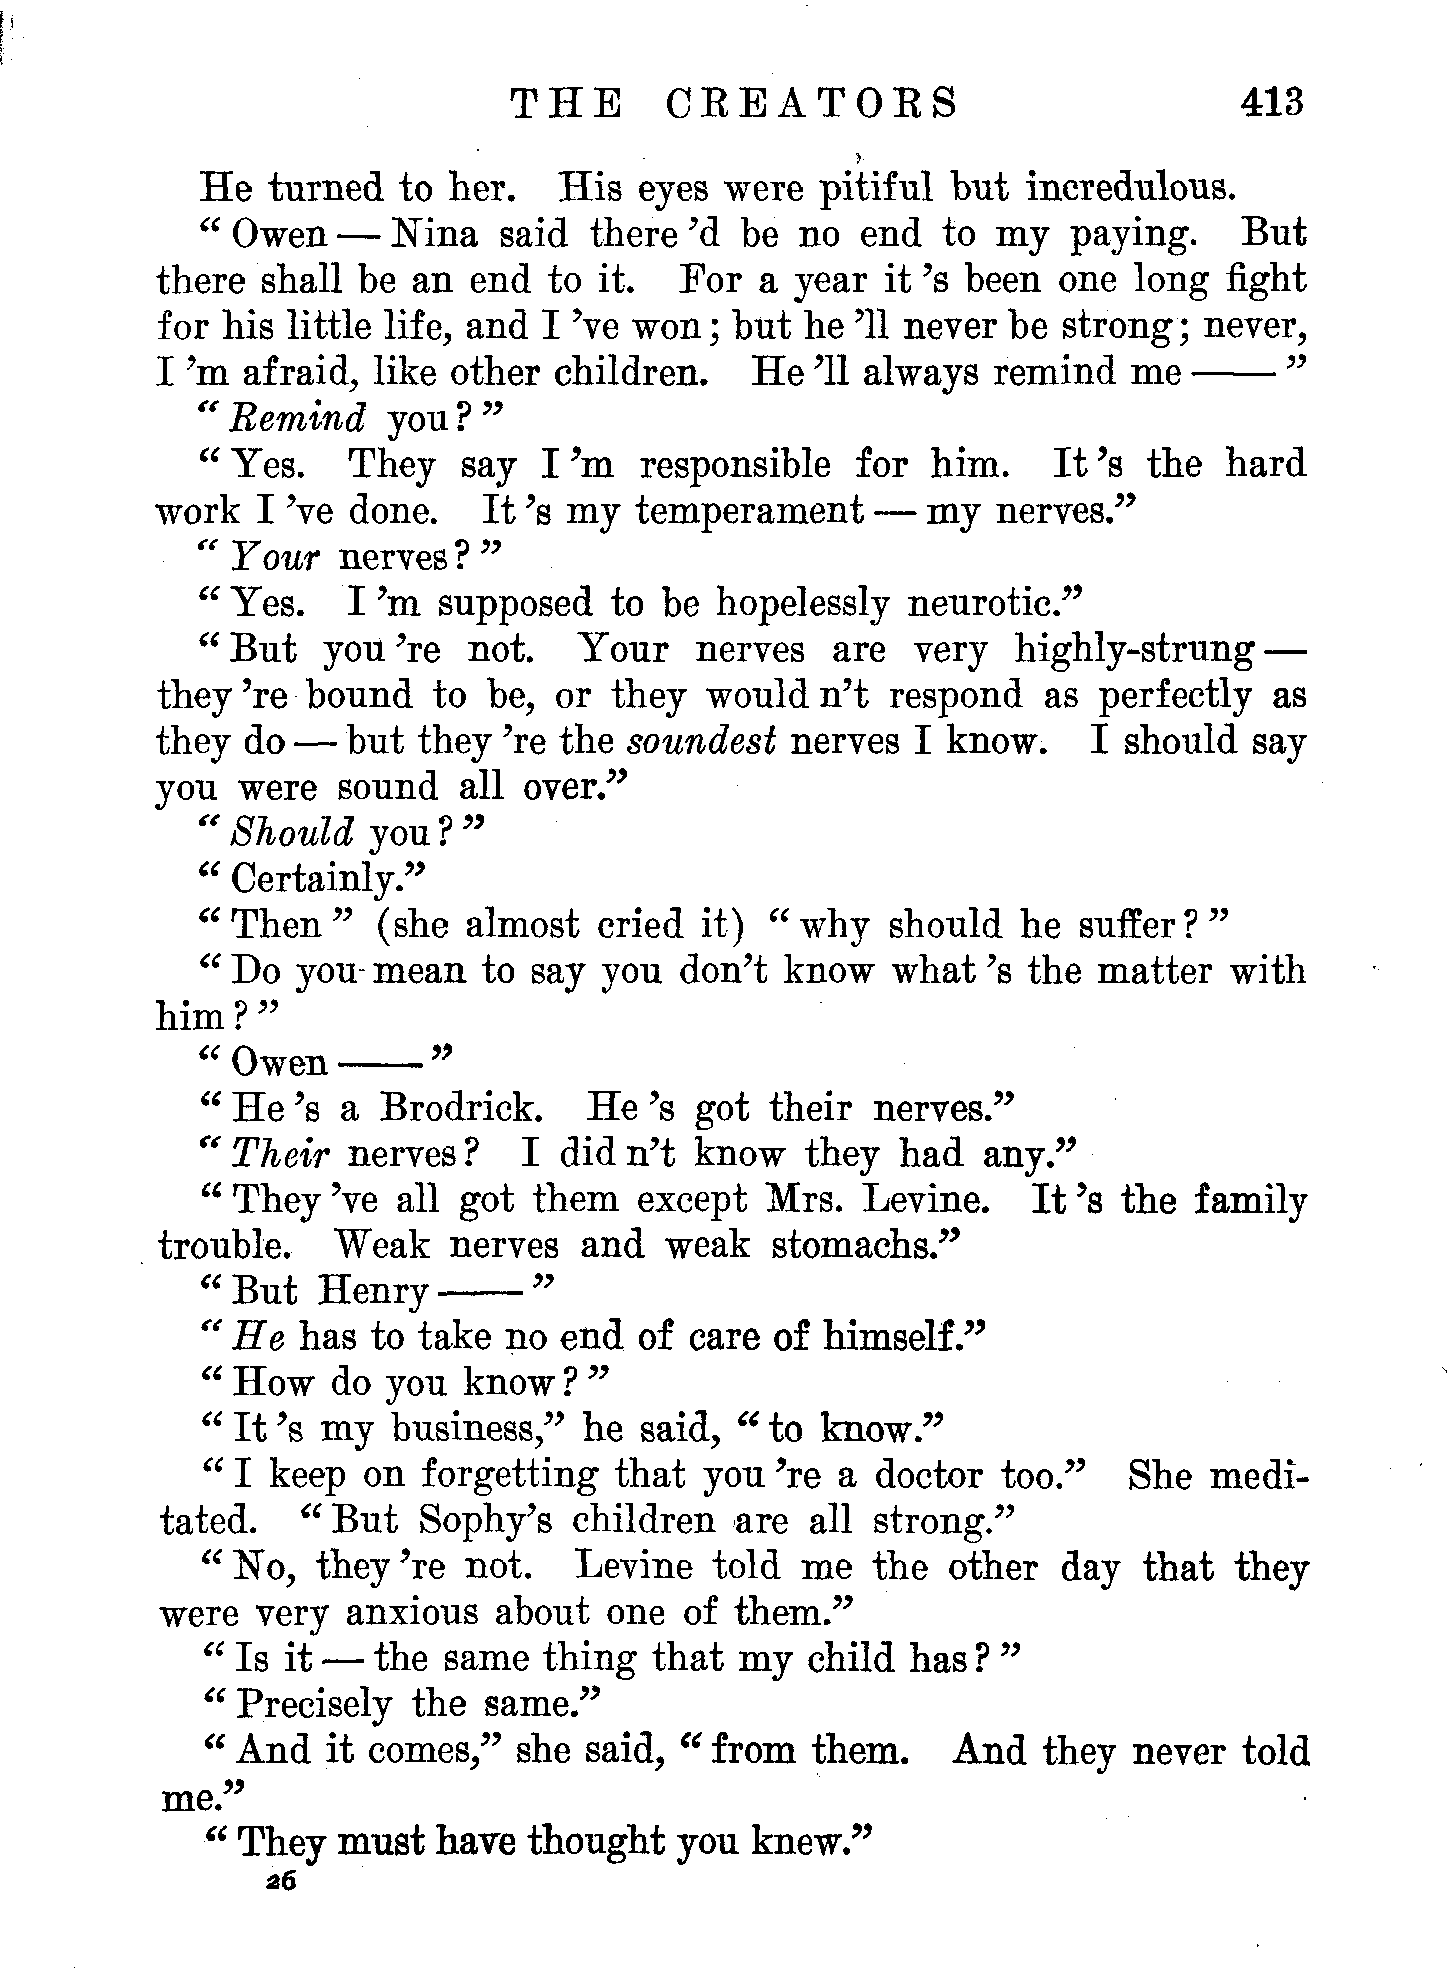 THE CREATORS 413
He turned to her. His eyes were pitiful but incredulous.
“ Owen — Nina said there 'd be no end to my paying. But
there shall be an end to it. For a year it 's been one long fight
for his little life, and I 've won; but he 'll never be strong; never,
I 'm afraid, like other children. He 'll always remind me —— ”
“ Remind you? ”
“ Yes. They say I 'm responsible for him. It 's the hard
work I 've done. It 's my temperament — my nerves.”
“ Your nerves? ”
“ Yes. I 'm supposed to be hopelessly neurotic.”
“ But you 're not. Your nerves are very highly-strung —
they 're bound to be, or they would n't respond as perfectly as
they do — but they 're the soundest nerves I know. I should say
you were sound all over.”
“ Should you? ”
“ Certainly.”
“ Then ” (she almost cried it) “ why should he suffer? ”
“ Do you mean to say you don't know what 's the matter with
him? ”
“ Owen —— ”
“ He 's a Brodrick. He 's got their nerves.”
“ Their nerves? I did n't know they had any.”
“ They 've all got them except Mrs. Levine. It 's the family
trouble. Weak nerves and weak stomachs.”
“ But Henry —— ”
“ He has to take no end of care of himself.”
“ How do you know? ”
“ It 's my business,” he said, “ to know.”
“ I keep on forgetting that you 're a doctor too.” She medi-
tated. “ But Sophy's children are all strong.”
“ No, they 're not. Levine told me the other day that they
were very anxious about one of them.”
“ Is it — the same thing that my child has? ”
“ Precisely the same.”
“ And it comes,” she said, “ from them. And they never told
me.”
“ They must have thought you knew.”
26